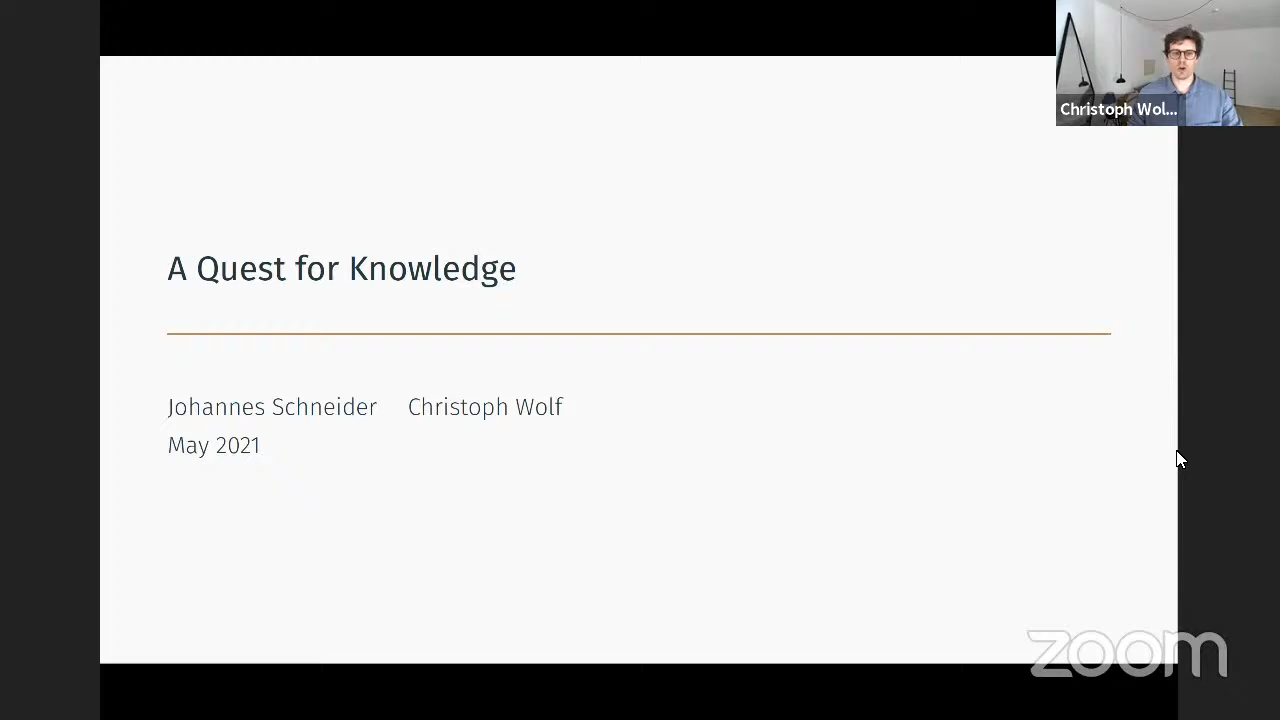 Christoph Wol...
A Quest for Knowledge
Johannes Schneider Christoph Wolf
May 2021
zoom